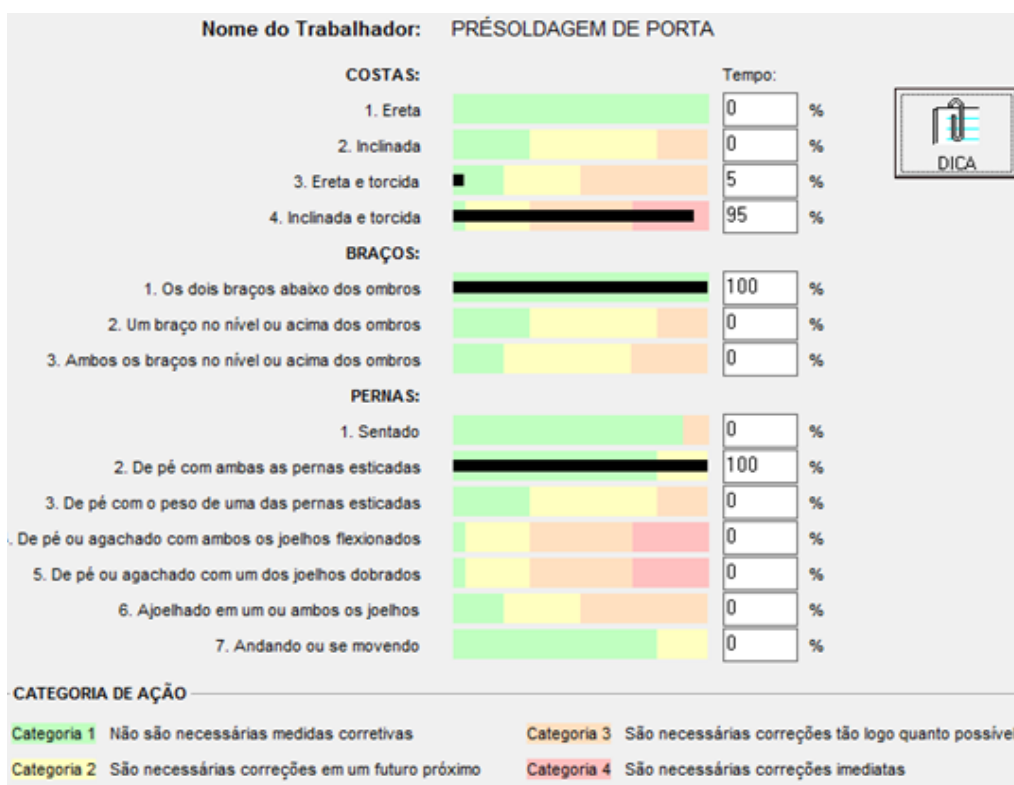 Nome do Trabalhador: PRÉSOLDAGEM DE PORTA
COSTAS: Tempo:
1. Ereta 0 %
2. Inclinada 0 %
3. Ereta e torcida 5 %
4. Inclinada e torcida 95 %
DICA
BRAÇOS:
1. Os dois braços abaixo dos ombros 100 %
2. Um braço no nível ou acima dos ombros 0 %
3. Ambos os braços no nível ou acima dos ombros 0 %
PERNAS:
1. Sentado 0 %
2. De pé com ambas as pernas esticadas 100 %
3. De pé com o peso de uma das pernas esticadas 0 %
. De pé ou agachado com ambos os joelhos flexionados 0 %
5. De pé ou agachado com um dos joelhos dobrados 0 %
6. Ajoelhado em um ou ambos os joelhos 0 %
7. Andando ou se movendo 0 %
CATEGORIA DE AÇÃO
Categoria 1 Não são necessárias medidas corretivas
Categoria 3 São necessárias correções tão logo quanto possível
Categoria 2 São necessárias correções em um futuro próximo
Categoria 4 São necessárias correções imediatas